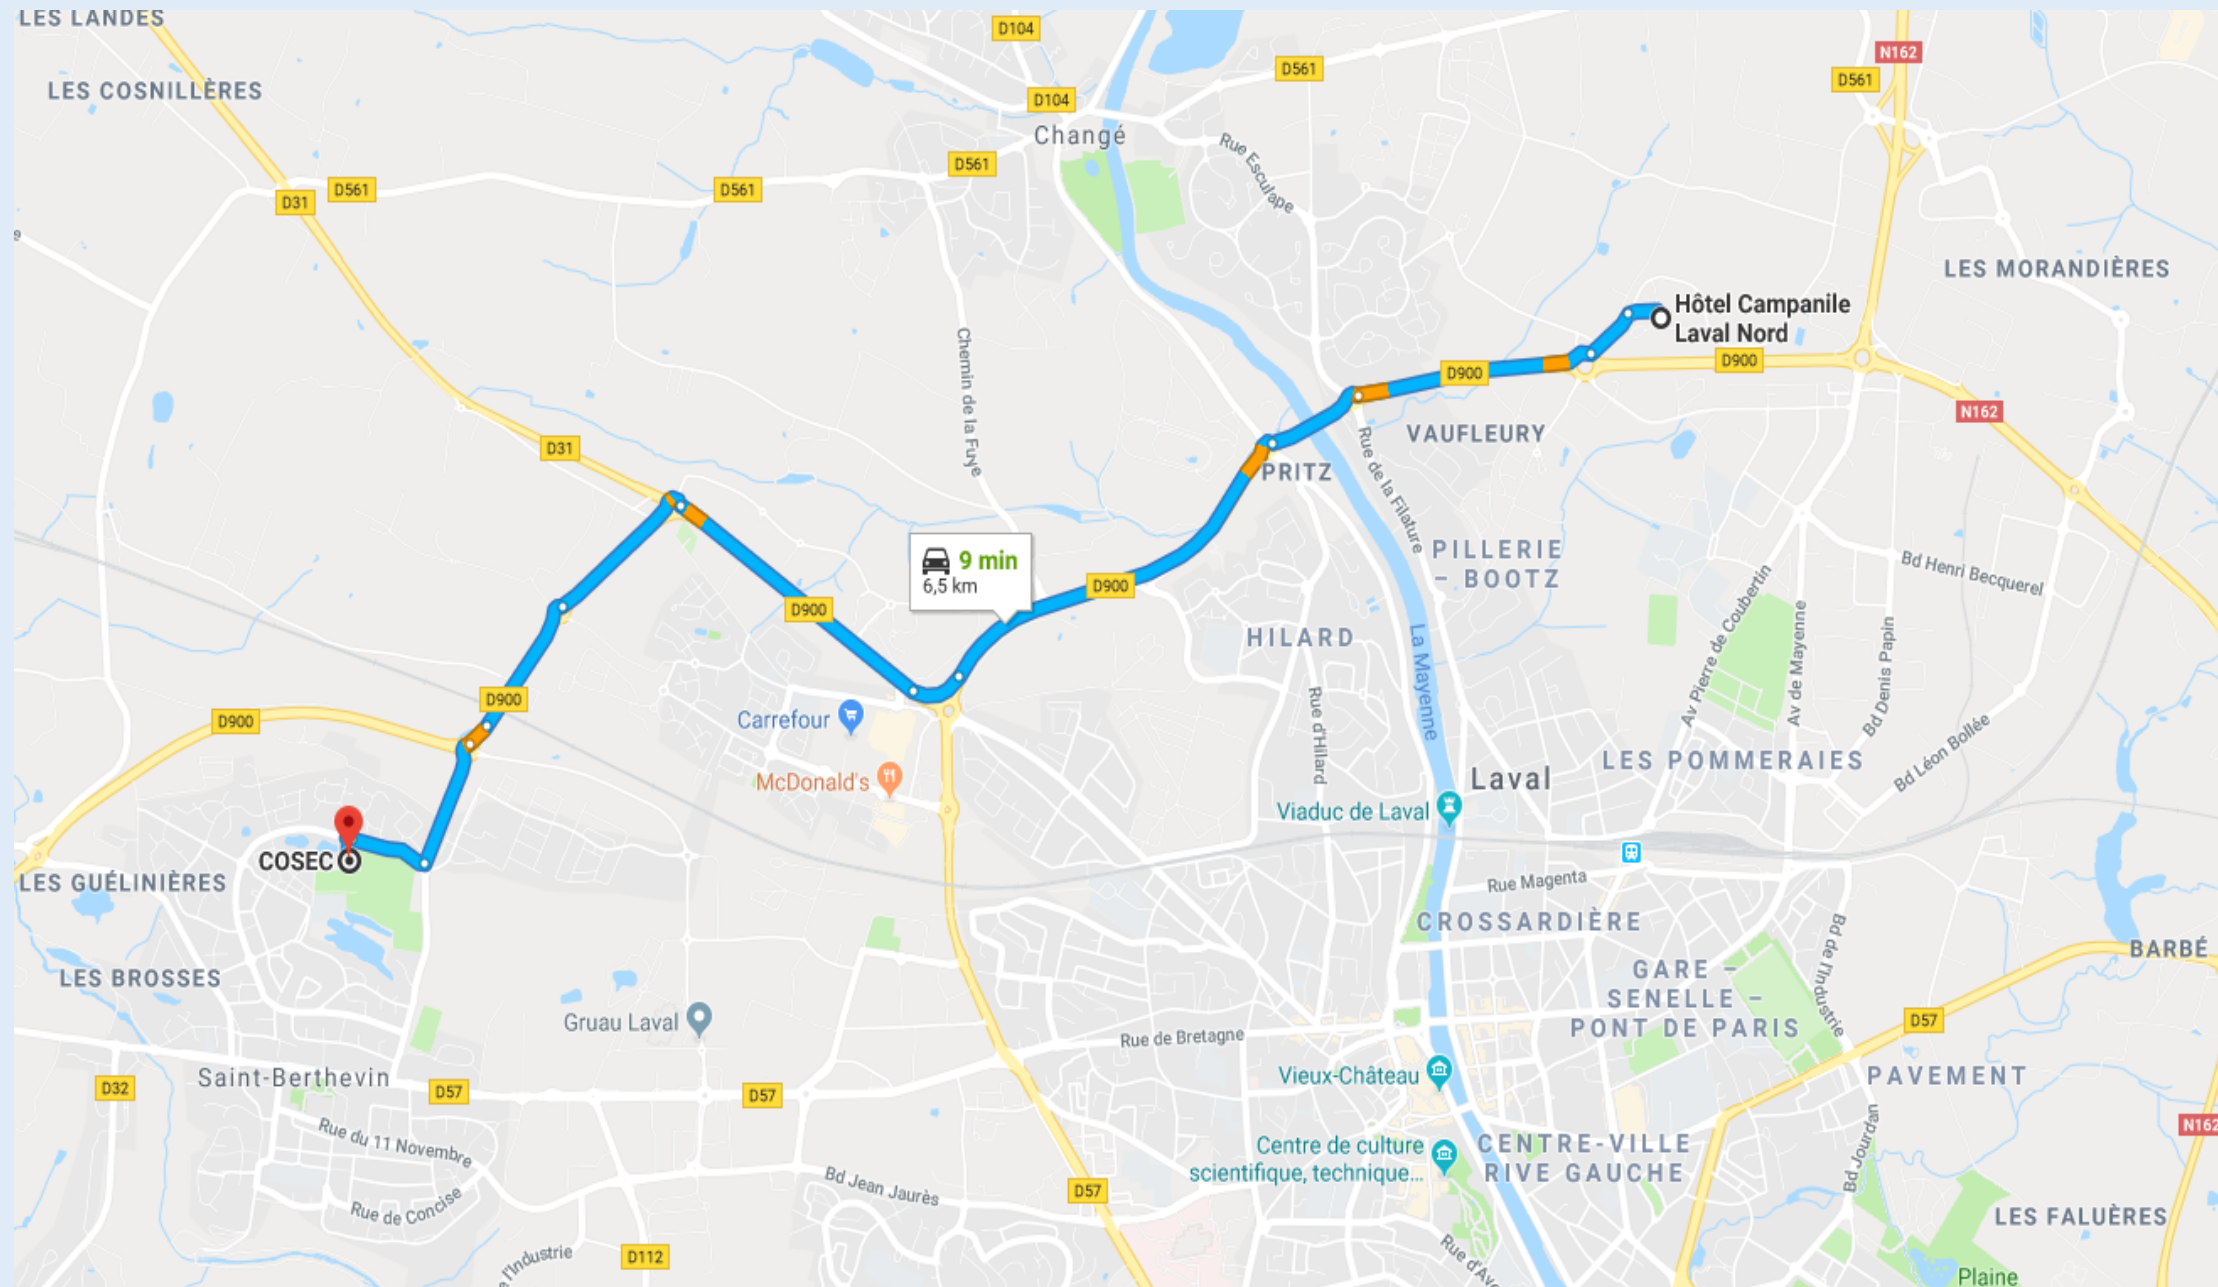 LES LANDES
D104
N162
D561
D561
LES COSNILLÈRES
D104
Changé
Rue Esculape
D561
D561
D561
D31
LES MORANDIÈRES
Hôtel Campanile
Laval Nord
D900
D900
Chemin de la Fuye
N162
VAUFLEURY
D31
Rue de la Filature
PRITZ
PILLERIE
– BOOTZ
9 min
6,5 km
Bd Henri Becquerel
D900
D900
Av Pierre de Coubertin
Av de Mayenne
Bd Denis Papin
HILARD
La Mayenne
D900
D900
Carrefour
Rue d'Hilard
Bd Léon Bollée
LES POMMERAIES
McDonald's
Laval
Viaduc de Laval
COSEC
LES GUÉLINIÈRES
Rue Magenta
CROSSARDIÈRE
Bd de l'Industrie
BARBÉ
LES BROSSES
GARE –
SENELLE –
PONT DE PARIS
Gruau Laval
D57
Rue de Bretagne
Saint-Berthevin
Vieux-Château
PAVEMENT
D32
D57
D57
N162
Rue du 11 Novembre
Centre de culture
scientifique, technique...
CENTRE-VILLE
RIVE GAUCHE
Bd Jourdan
Bd Jean Jaurès
D57
Rue de Concise
LES FALUÈRES
l'Industrie
D112
Rue d'Av
Plaine